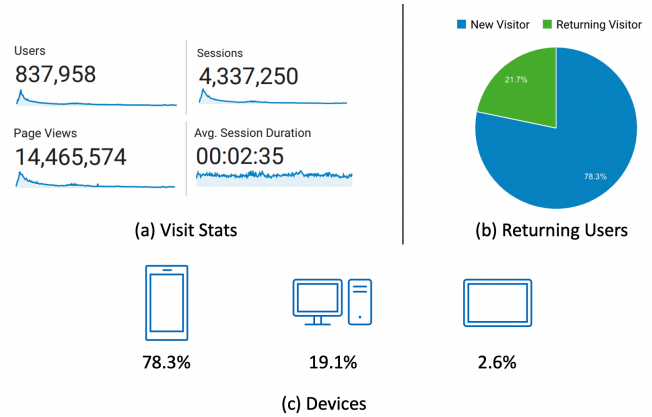 New Visitor
Returning Visitor
Users
837,958
Sessions
4,337,250
Page Views
14,465,574
Avg. Session Duration
00:02:35
21.7%
78.3%
(a) Visit Stats
(b) Returning Users
78.3%
19.1%
2.6%
(c) Devices